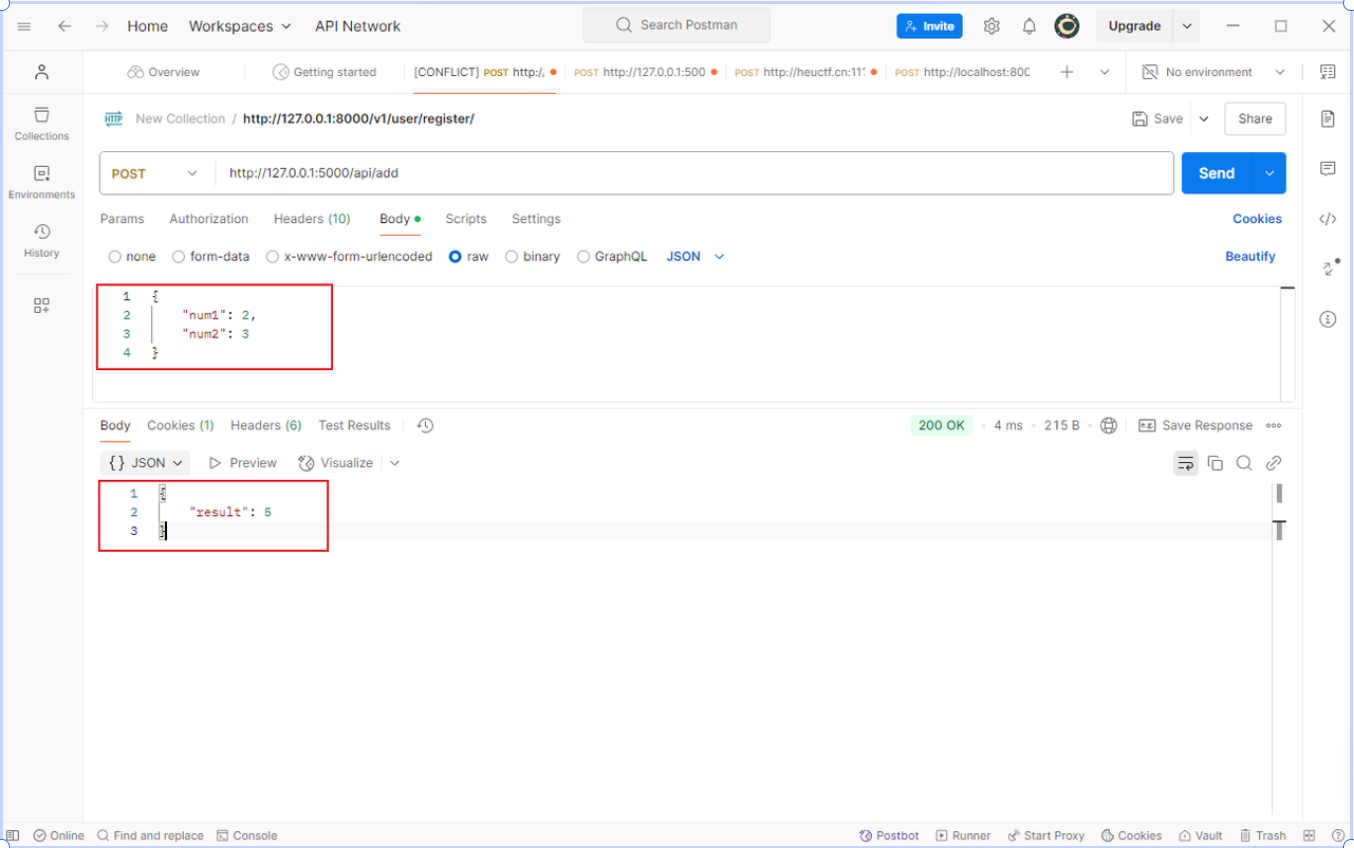 Home Workspaces API Network Search Postman Invite Upgrade
Overview Getting started [CONFLICT] POST http:/, POST http://127.0.0.1:500 POST http://heuctf.cn:11 POST http://localhost:800 No environment
New Collection / http://127.0.0.1:8000/v1/user/register/ Save Share
POST http://127.0.0.1:5000/api/add Send
Params Authorization Headers (10) Body Scripts Settings Cookies
none form-data x-www-form-urlencoded raw binary GraphQL JSON Beautify
1 {
2 "num1": 2,
3 "num2": 3
4 }
Body Cookies (1) Headers (6) Test Results 200 OK 4 ms 215 B Save Response
{} JSON Preview Visualize
1 {
2 "result": 5
3 }
Collections
Environments
History
Online Find and replace Console Postbot Runner Start Proxy Cookies Vault Trash